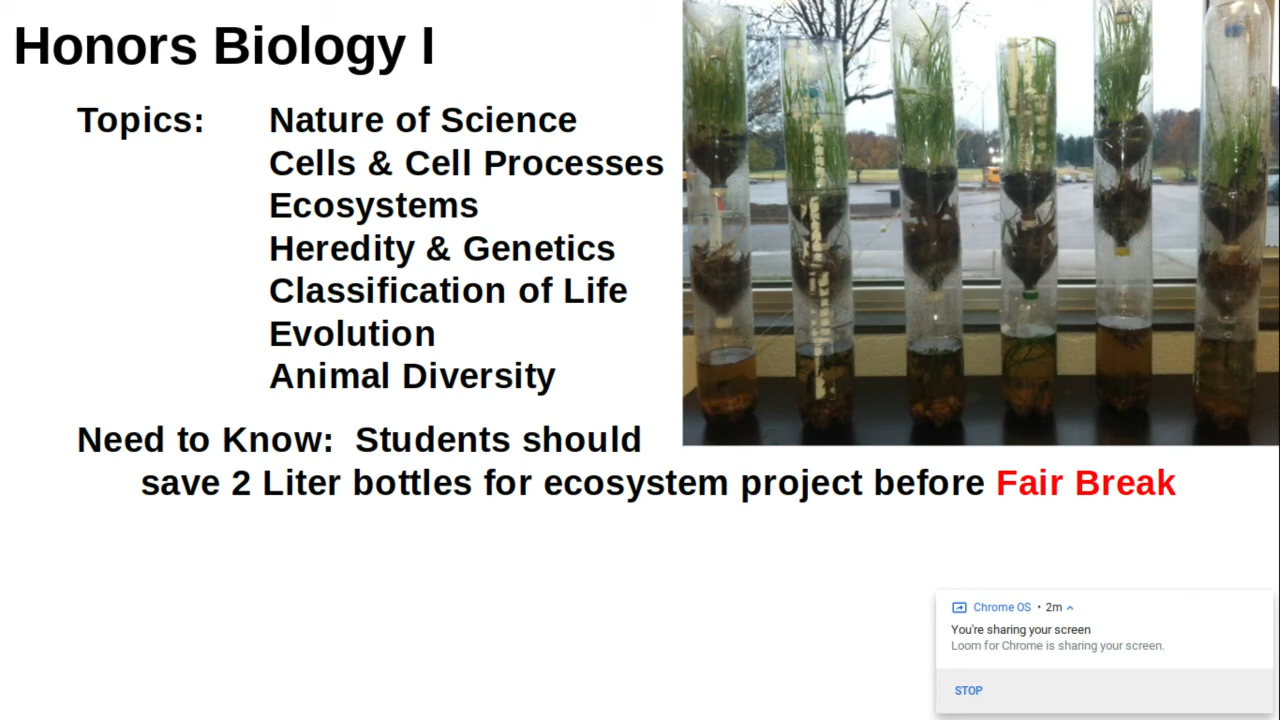 Honors Biology I
Topics: Nature of Science
Cells & Cell Processes
Ecosystems
Heredity & Genetics
Classification of Life
Evolution
Animal Diversity
Need to Know: Students should
save 2 Liter bottles for ecosystem project before Fair Break
Chrome OS • 2m
You're sharing your screen
Loom for Chrome is sharing your screen.
STOP